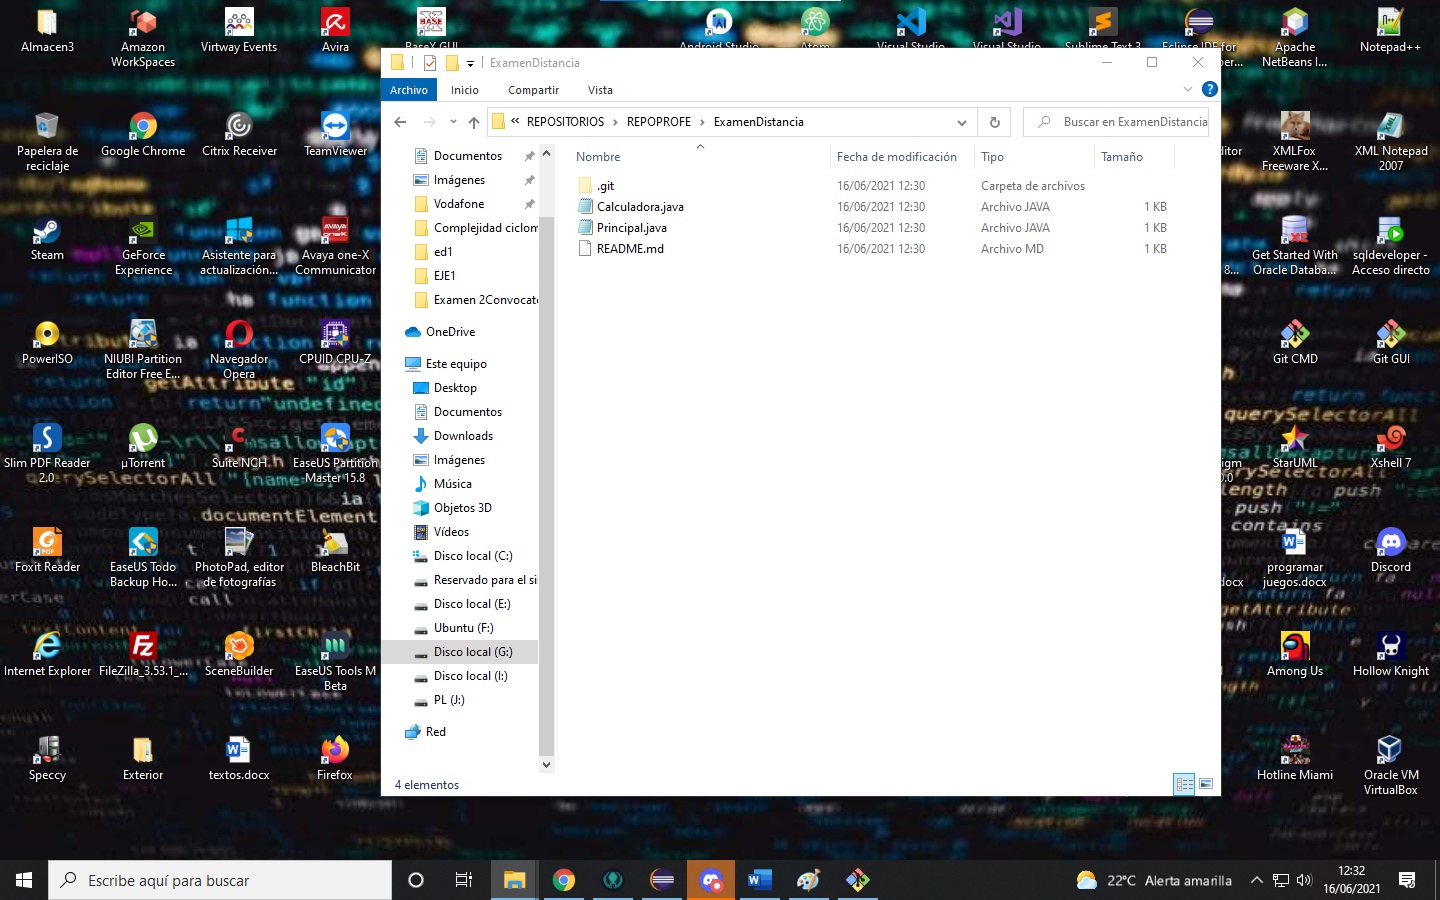 Almacen3
Amazon
WorkSpaces
Virtway Events
Avira
BaseX GUI
Android Studio
Atom
Visual Studio
Visual Studio
Sublime Text 3
Eclipse IDE for
Apache
NetBeans I...
Notepad++
ExamenDistancia
Archivo
Inicio
Compartir
Vista
« REPOSITORIOS > REPOPROFE > ExamenDistancia
Buscar en ExamenDistancia
Papelera de
reciclaje
Google Chrome
Citrix Receiver
TeamViewer
XMLFox
Freeware X...
XML Notepad
2007
Steam
GeForce
Experience
Asistente para
actualización...
Avaya one-X
Communicator
Get Started With
Oracle Databa...
sqldeveloper -
Acceso directo
PowerISO
NIUBI Partition
Editor Free E...
Navegador
Opera
CPUID CPU-Z
Git CMD
Git GUI
Slim PDF Reader
2.0
µTorrent
Suite NCH
EaseUS Partition
Master 15.8
StarUML
Xshell 7
Foxit Reader
EaseUS Todo
Backup Ho...
PhotoPad, editor
de fotografías
BleachBit
programar
juegos.docx
Discord
Internet Explorer
FileZilla_3.53.1_...
SceneBuilder
EaseUS Tools M
Beta
Among Us
Hollow Knight
Speccy
Exterior
textos.docx
Firefox
Hotline Miami
Oracle VM
VirtualBox
Documentos
Imágenes
Vodafone
Complejidad ciclom
ed1
EJE1
Examen 2Convocato
OneDrive
Este equipo
Desktop
Documentos
Downloads
Imágenes
Música
Objetos 3D
Vídeos
Disco local (C:)
Reservado para el si
Disco local (E:)
Ubuntu (F:)
Disco local (G:)
Disco local (I:)
PL (J:)
Red
Nombre
Fecha de modificación
Tipo
Tamaño
.git 16/06/2021 12:30 Carpeta de archivos
Calculadora.java 16/06/2021 12:30 Archivo JAVA 1 KB
Principal.java 16/06/2021 12:30 Archivo JAVA 1 KB
README.md 16/06/2021 12:30 Archivo MD 1 KB
4 elementos
Escribe aquí para buscar
22ºC Alerta amarilla
12:32
16/06/2021